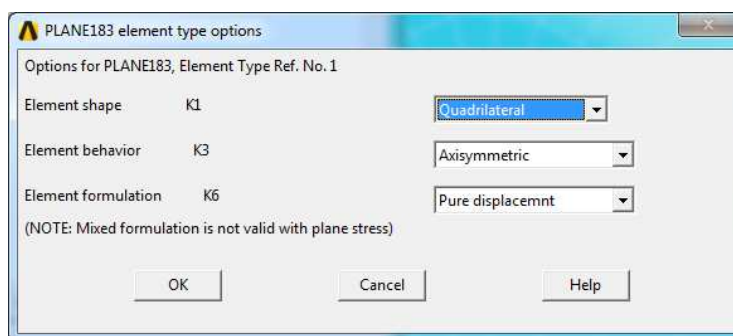 PLANE183 element type options
Options for PLANE183, Element Type Ref. No. 1
Element shape K1 Quadrilateral
Element behavior K3 Axisymmetric
Element formulation K6 Pure displacemnt
(NOTE: Mixed formulation is not valid with plane stress)
OK Cancel Help